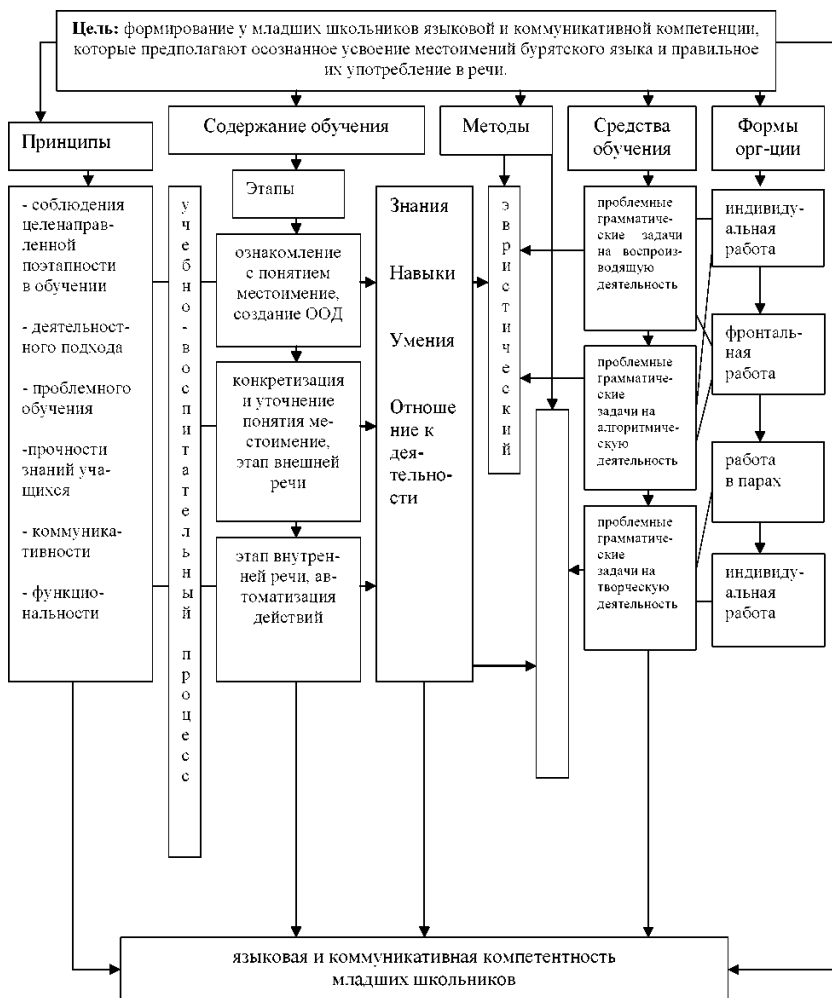 Цель: формирование у младших школьников языковой и коммуникативной компетенции,
которые предполагают осознанное усвоение местоимений бурятского языка и правильное
их употребление в речи.
Принципы
Содержание обучения
Методы
Средства
обучения
Формы
орг-ции
- соблюдения
целенаправ-
ленной
поэтапности
в обучении
- деятельност-
ного подхода
- проблемного
обучения
-прочности
знаний уча-
щихся
- коммуника-
тивности
- функцио-
нальности
учебно-воспитательный процесс
Этапы
ознакомление
с понятием
местоимение,
создание ООД
конкретизация
и уточнение
понятия ме-
стоимение,
этап внешней
речи
этап внутрен-
ней речи, ав-
томатизация
действий
Знания
Навыки
Умения
Отноше
ние к
дея-
тельно-
сти
эвристический
проблемные
грамматиче-
ские задачи
на воспроиз-
водящую
деятельность
проблемные
грамматиче-
ские
задачи на
алгоритмиче-
скую
деятельность
проблемные
грамматиче-
ские
задачи на
творческую
деятельность
индивиду-
альная
работа
фронталь-
ная
работа
работа
в парах
индивиду-
альная
работа
языковая и коммуникативная компетентность
младших школьников